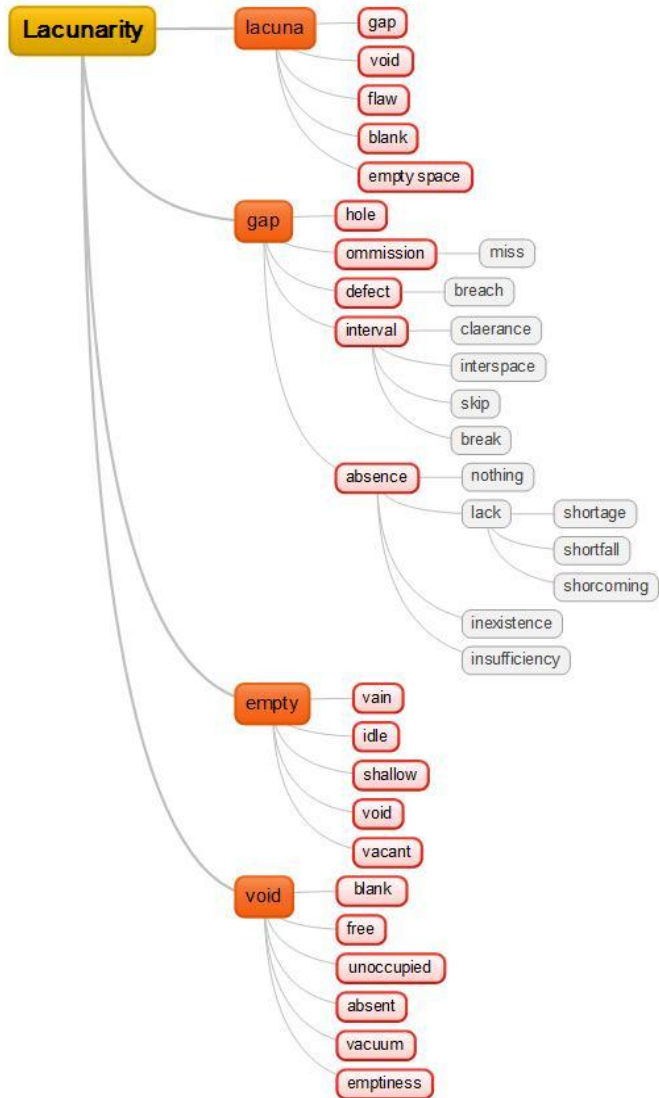 Lacunarity
lacuna
gap
void
flaw
blank
empty space
gap
hole
ommission
miss
defect
breach
interval
claerance
interspace
skip
break
absence
nothing
lack
shortage
shortfall
shorcoming
inexistence
insufficiency
empty
vain
idle
shallow
void
vacant
void
blank
free
unoccupied
absent
vacuum
emptiness